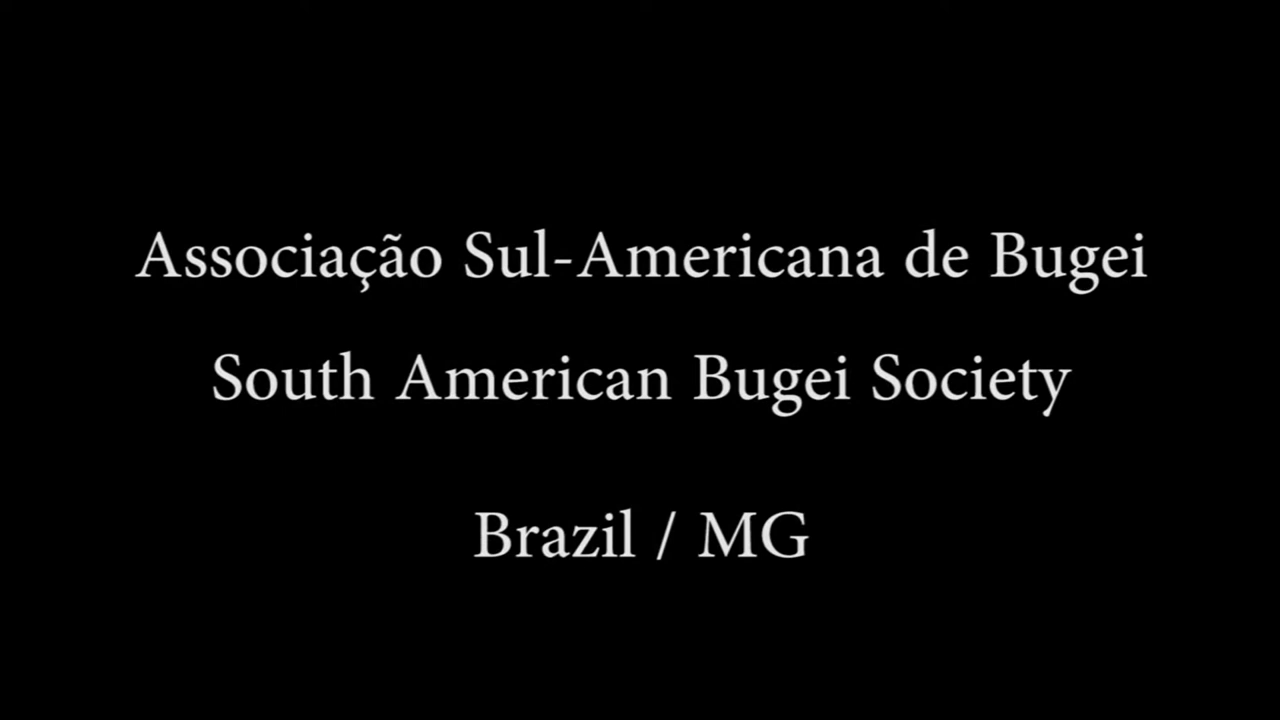 Associação Sul-Americana de Bugei
South American Bugei Society
Brazil / MG